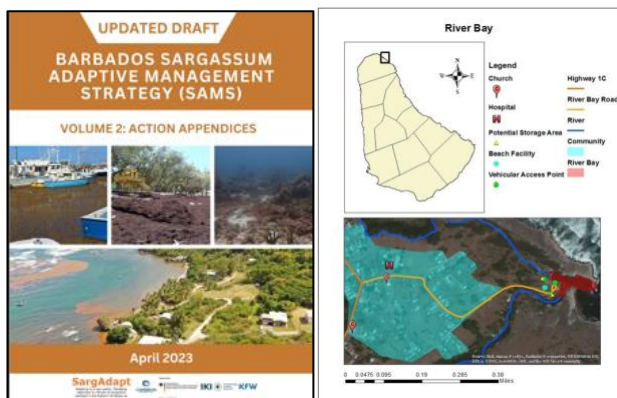 UPDATED DRAFT
BARBADOS SARGASSUM
ADAPTIVE MANAGEMENT
STRATEGY (SAMS)
VOLUME 2: ACTION APPENDICES
April 2023
SargAdapt
IKI
KFW
River Bay
N
W
E
S
Legend
Church
Hospital
H
Potential Storage Area
Beach Facility
Vehicular Access Point
Highway 1C
River Bay Road
River
Community
River Bay
H
0 0.0475 0.095 0.19 0.285 0.38
Miles